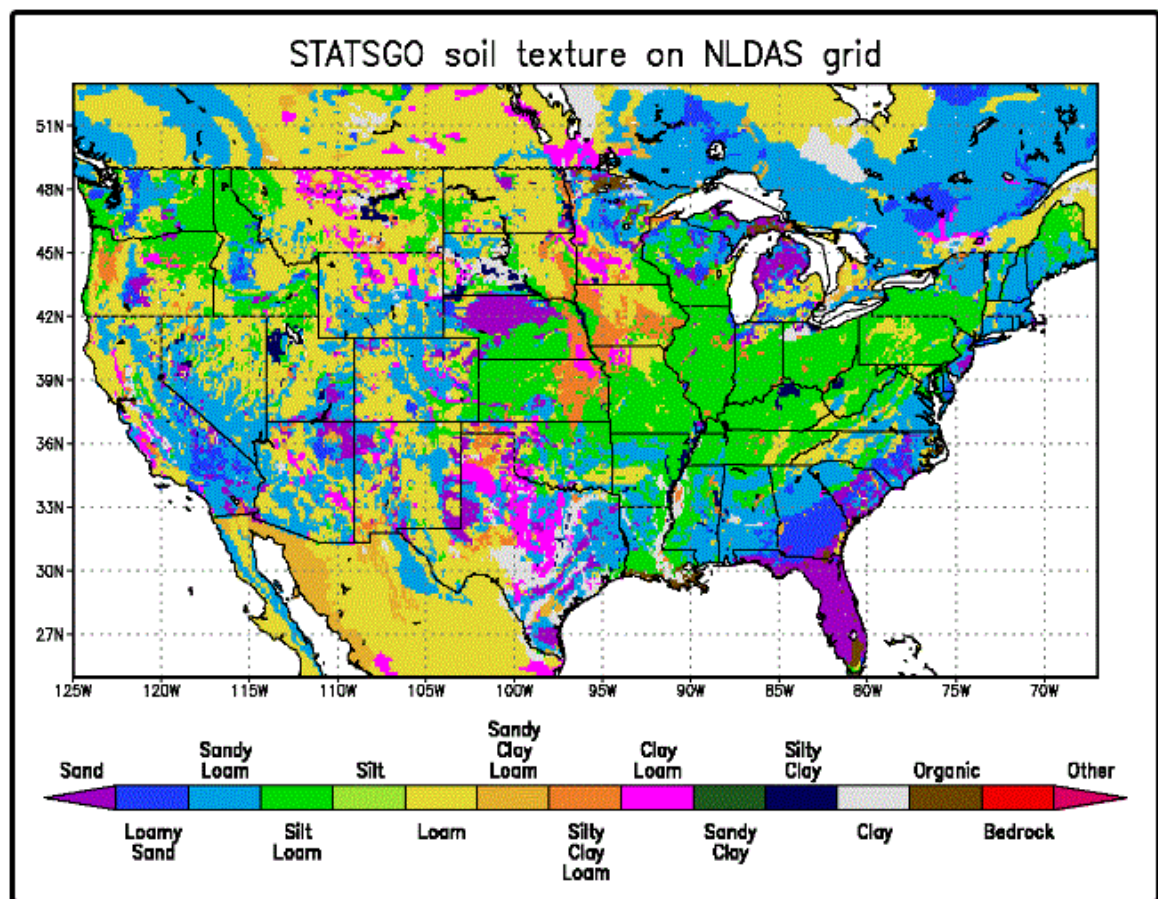 STATSGO soil texture on NLDAS grid
51N
48N
45N
42N
39N
36N
33N
30N
27N
125W 120W 115W 110W 105W 100W 95W 90W 85W 80W 75W 70W
Sand
Sandy
Loam
Silt
Sandy
Clay
Loam
Clay
Loam
Silty
Clay
Organic
Other
Loamy
Sand
Silt
Loam
Loam
Silty
Clay
Loam
Sandy
Clay
Clay
Bedrock